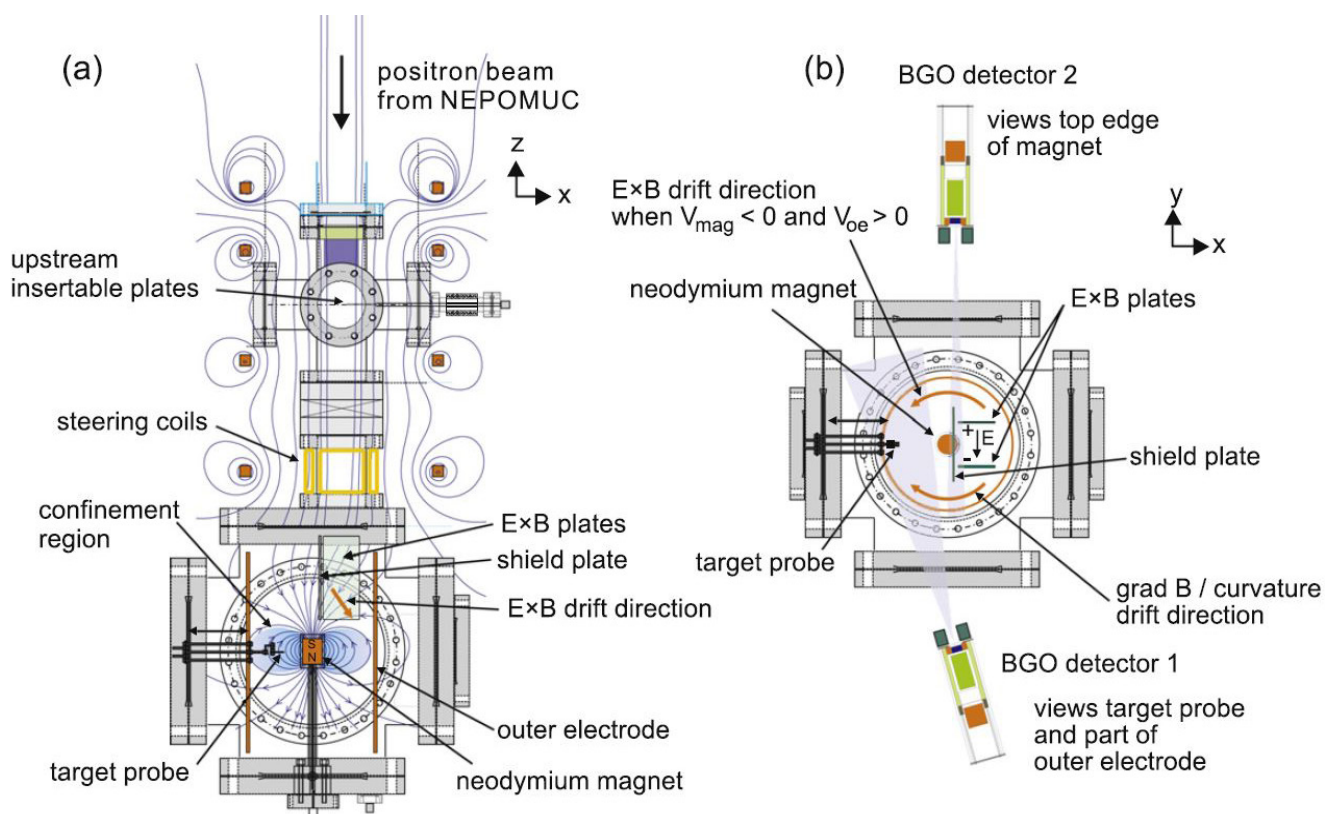 (a)
positron beam
from NEPOMUC
z
x
upstream
insertable plates
steering coils
confinement
region
E×B plates
shield plate
E×B drift direction
S
N
outer electrode
target probe
neodymium magnet
(b)
BGO detector 2
views top edge
of magnet
E×B drift direction
when Vmag < 0 and Voe > 0
y
x
neodymium magnet
E×B plates
+
E
-
shield plate
target probe
grad B / curvature
drift direction
BGO detector 1
views target probe
and part of
outer electrode